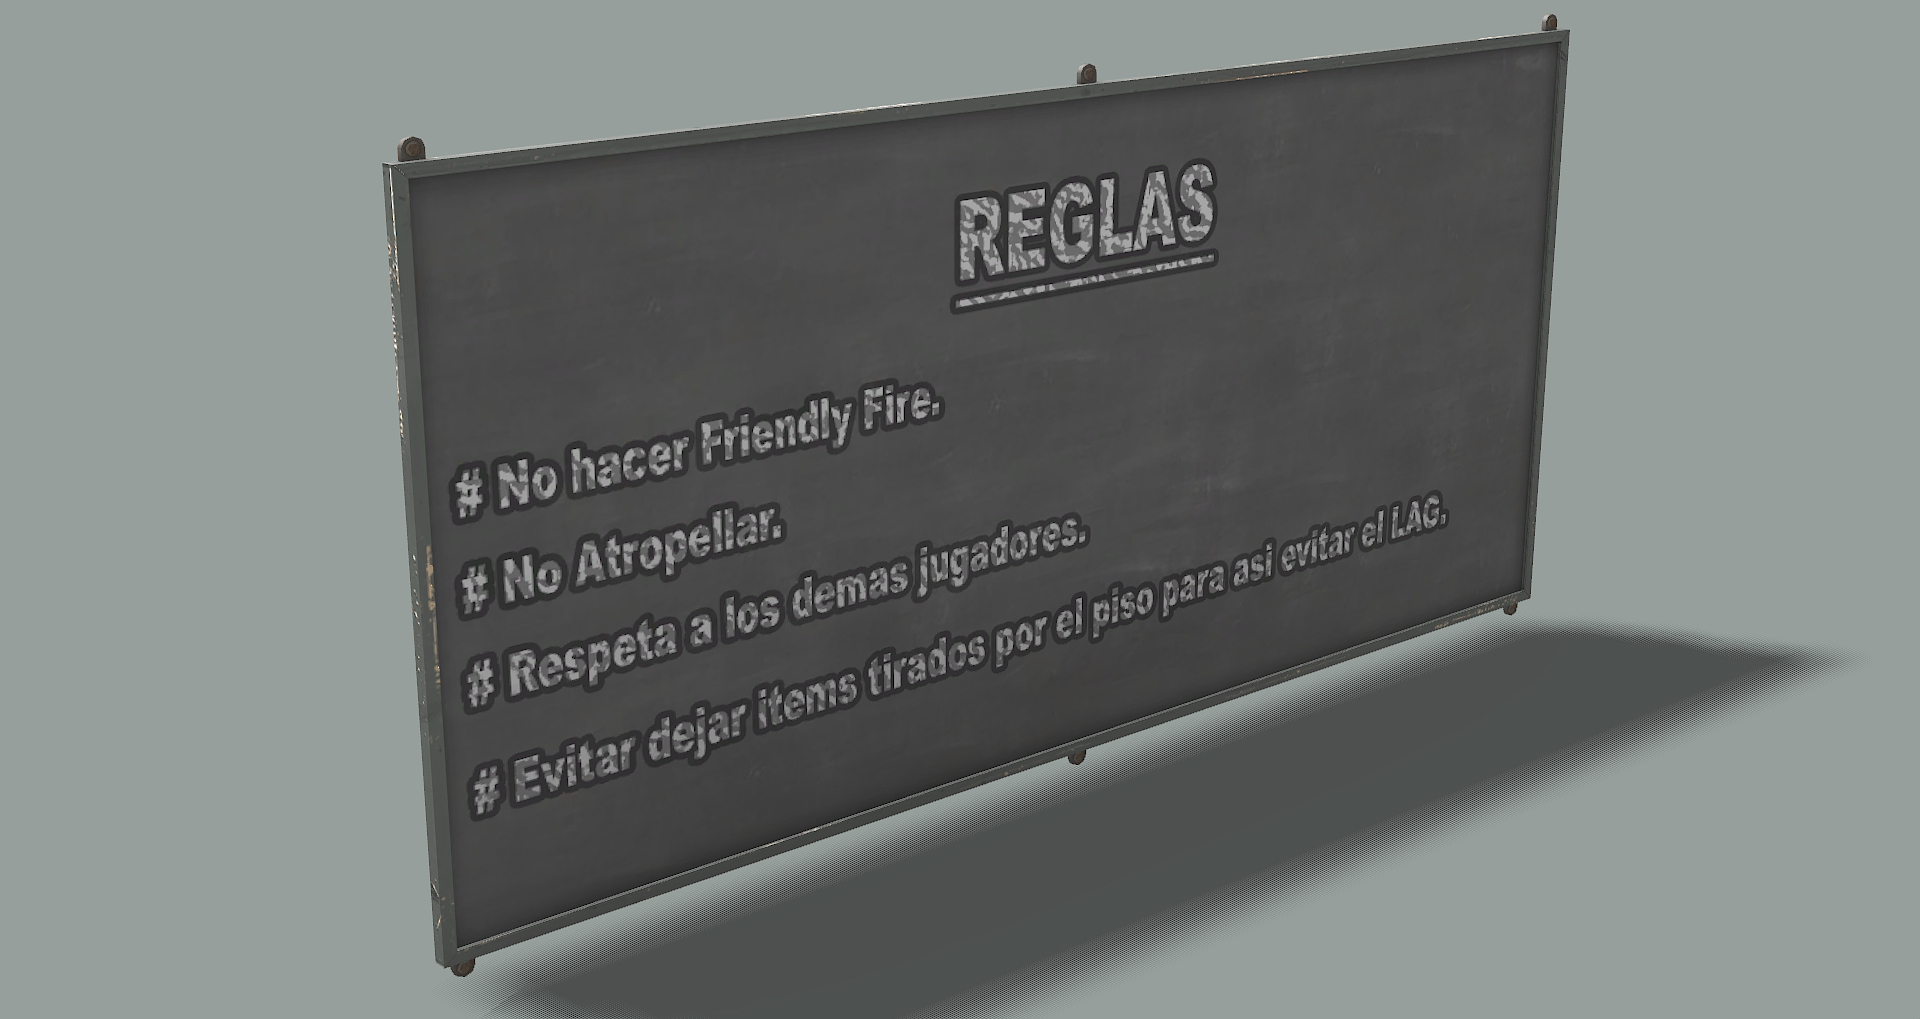 REGLAS
# No hacer Friendly Fire.
# No Atropellar.
# Respeta a los demas jugadores.
# Evitar dejar items tirados por el piso para asi evitar el LAG.